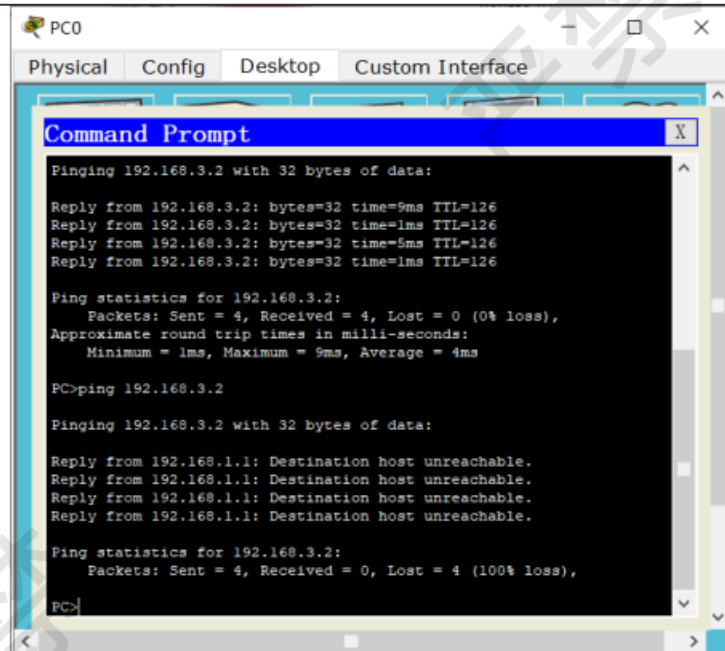 PC0
Physical Config Desktop Custom Interface
Command Prompt
X
Pinging 192.168.3.2 with 32 bytes of data:
Reply from 192.168.3.2: bytes=32 time=9ms TTL=126
Reply from 192.168.3.2: bytes=32 time=1ms TTL=126
Reply from 192.168.3.2: bytes=32 time=5ms TTL=126
Reply from 192.168.3.2: bytes=32 time=1ms TTL=126
Ping statistics for 192.168.3.2:
Packets: Sent = 4, Received = 4, Lost = 0 (0% loss),
Approximate round trip times in milli-seconds:
Minimum = 1ms, Maximum = 9ms, Average = 4ms
PC>ping 192.168.3.2
Pinging 192.168.3.2 with 32 bytes of data:
Reply from 192.168.1.1: Destination host unreachable.
Reply from 192.168.1.1: Destination host unreachable.
Reply from 192.168.1.1: Destination host unreachable.
Reply from 192.168.1.1: Destination host unreachable.
Ping statistics for 192.168.3.2:
Packets: Sent = 4, Received = 0, Lost = 4 (100% loss),
PC>